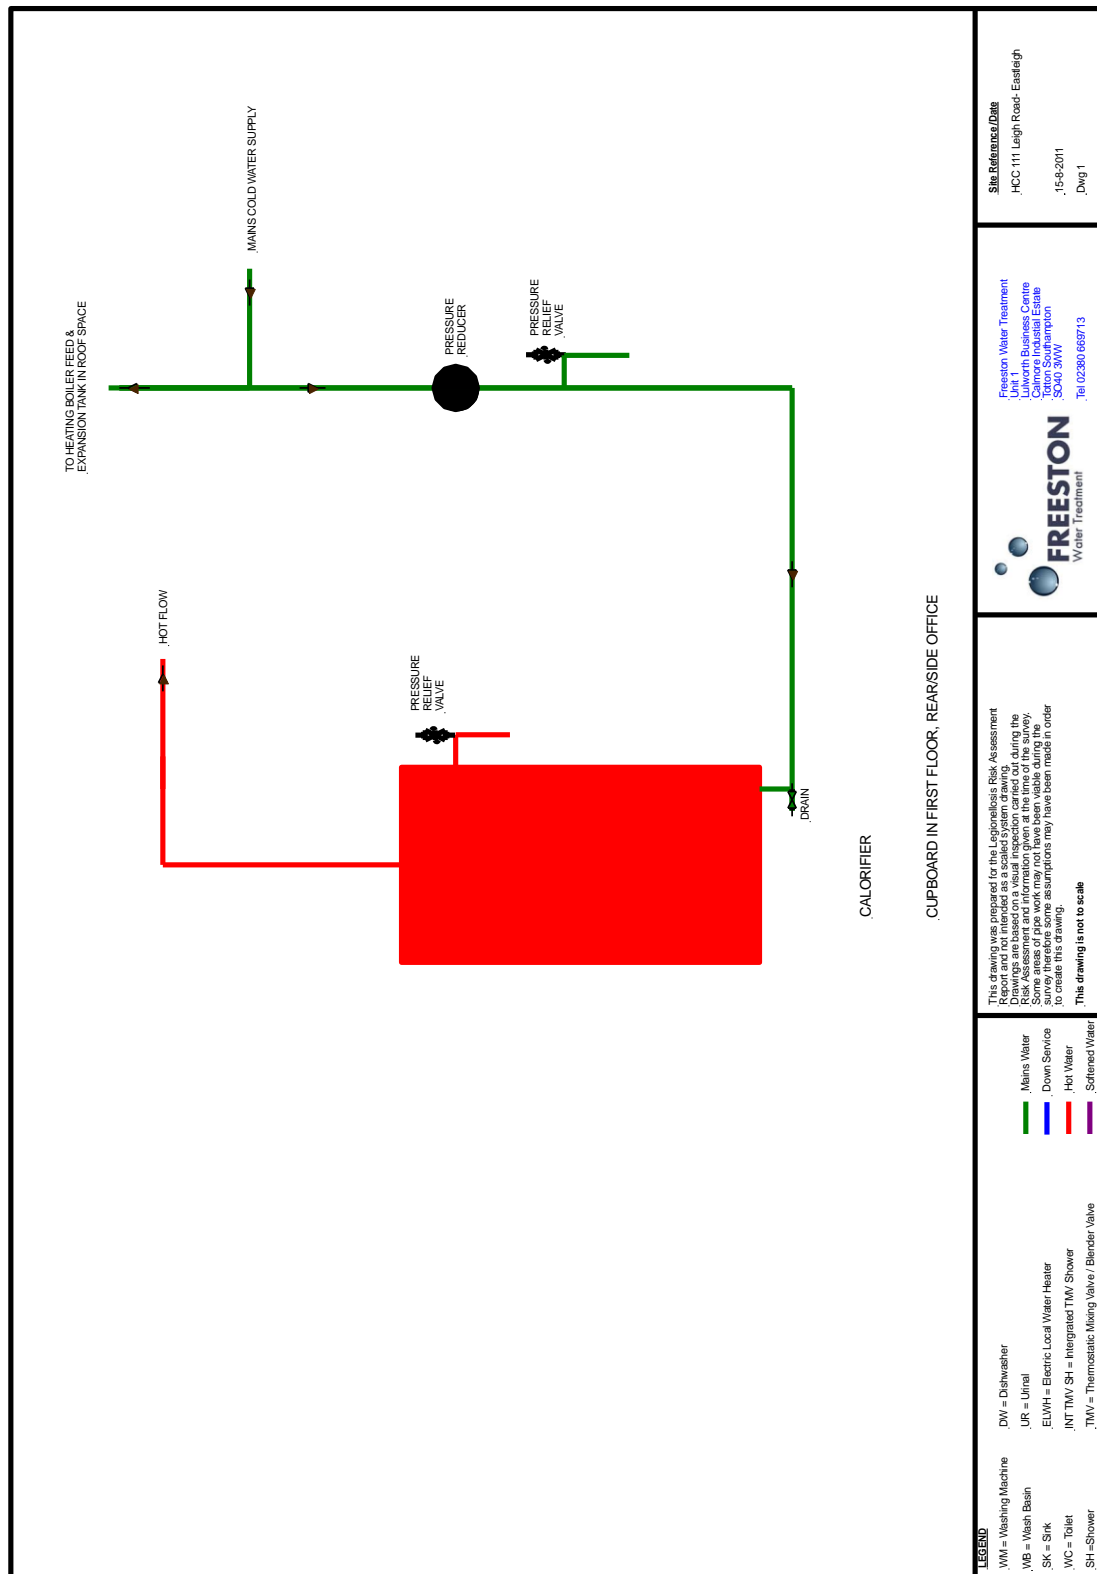 TO HEATING BOILER FEED &
EXPANSION TANK IN ROOF SPACE
MAINS COLD WATER SUPPLY
HOT FLOW
PRESSURE
REDUCER
PRESSURE
RELIEF
VALVE
PRESSURE
RELIEF
VALVE
DRAIN
CALORIFIER
CUPBOARD IN FIRST FLOOR, REAR/SIDE OFFICE
LEGEND
WM = Washing Machine
WB = Wash Basin
SK = Sink
WC = Toilet
SH =Shower
DW = Dishwasher
UR = Urinal
ELWH = Electric Local Water Heater
INT TMV SH = Intergrated TMV Shower
TMV = Thermostatic Mixing Valve / Blender Valve
Mains Water
Down Service
Hot Water
Softened Water
This drawing was prepared for the Legionellosis Risk Assessment
Report and not intended as a scaled system drawing.
Drawings are based on a visual inspection carried out during the
Risk Assessment and information given at the time of the survey.
Some areas of pipe work may not have been viable during the
survey therefore some assumptions may have been made in order
to create this drawing.
This drawing is not to scale
FREESTON
Water Treatment
Freeston Water Treatment
Unit 1
Lulworth Business Centre
Calmore Industial Estate
Totton Southampton
SO40 3WW
Tel 02380 669713
Site Reference/Date
HCC 111 Leigh Road- Eastleigh
15-8-2011
Dwg 1